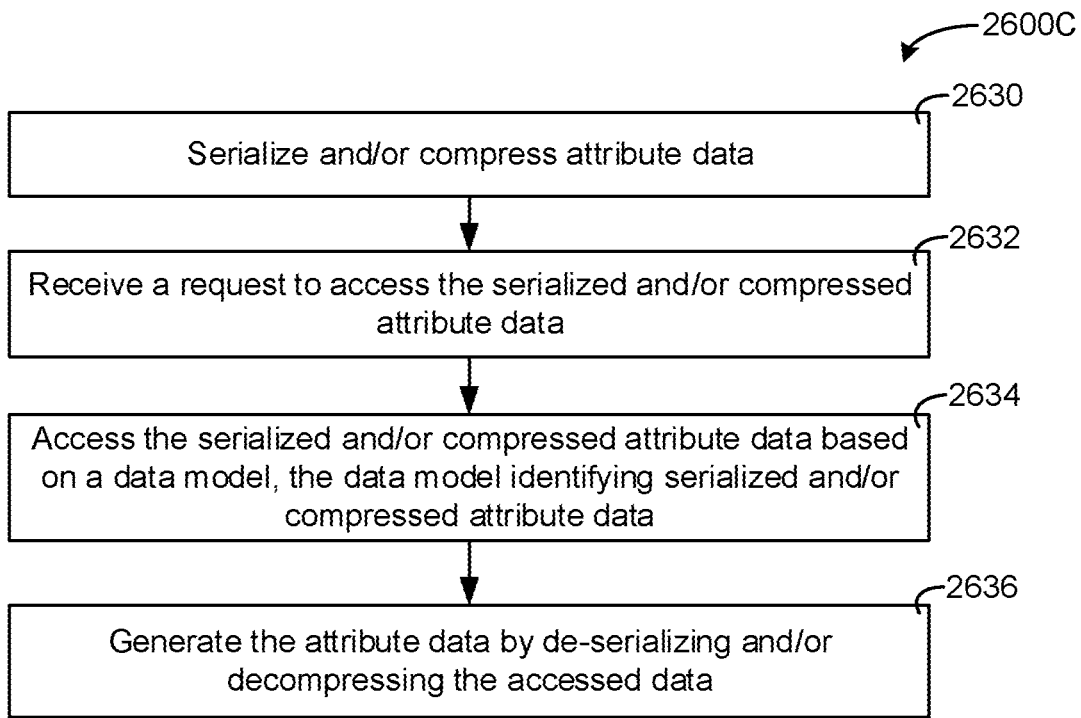 2600C
2630
Serialize and/or compress attribute data
2632
Receive a request to access the serialized and/or compressed
attribute data
2634
Access the serialized and/or compressed attribute data based
on a data model, the data model identifying serialized and/or
compressed attribute data
2636
Generate the attribute data by de-serializing and/or
decompressing the accessed data